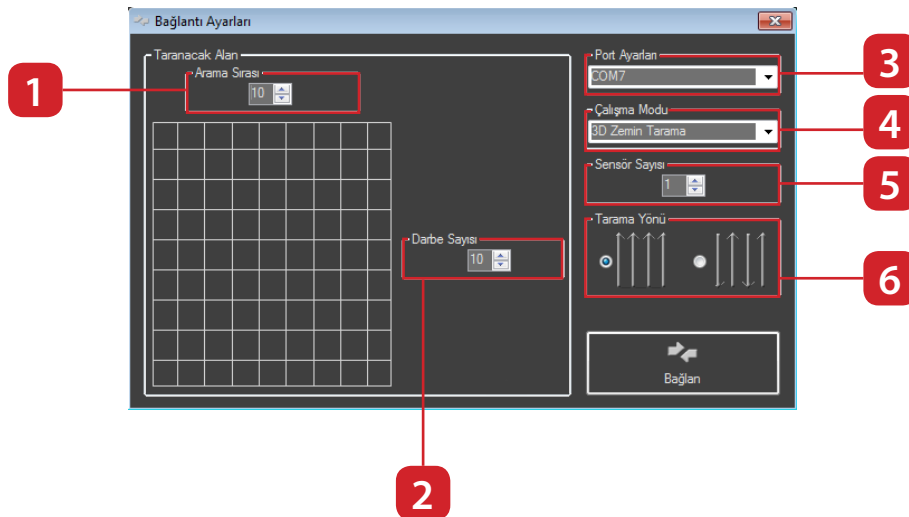 Bağlantı Ayarları
Taranacak Alan
Arama Sırası
10
Darbe Sayısı
10
Port Ayarları
COM7
Çalışma Modu
3D Zemin Tarama
Sensör Sayısı
1
Tarama Yönü
Bağlan
1
2
3
4
5
6